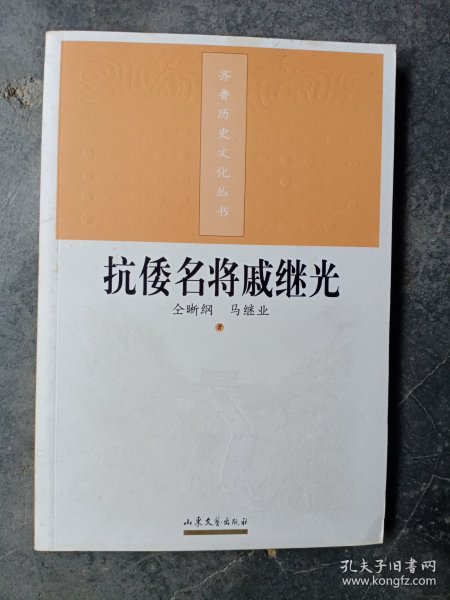 齐鲁历史文化丛书
抗倭名将戚继光
仝晰纲 马继业
著
山东文艺出版社
孔夫子旧书网
www.kongfz.com